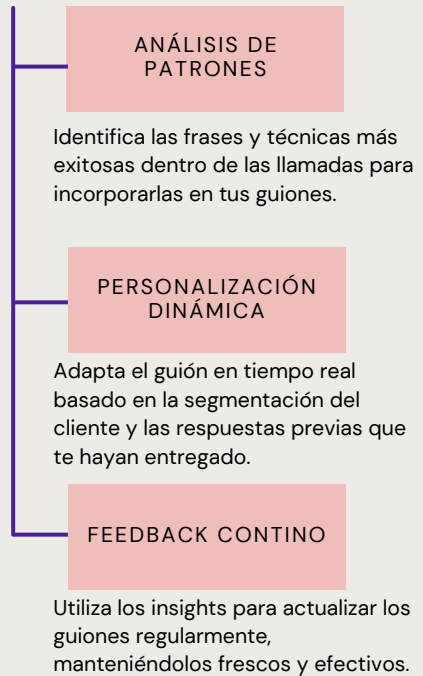 ANÁLISIS DE
PATRONES
Identifica las frases y técnicas más
exitosas dentro de las llamadas para
incorporarlas en tus guiones.
PERSONALIZACIÓN
DINÁMICA
Adapta el guión en tiempo real
basado en la segmentación del
cliente y las respuestas previas que
te hayan entregado.
FEEDBACK CONTINO
Utiliza los insights para actualizar los
guiones regularmente,
manteniéndolos frescos y efectivos.